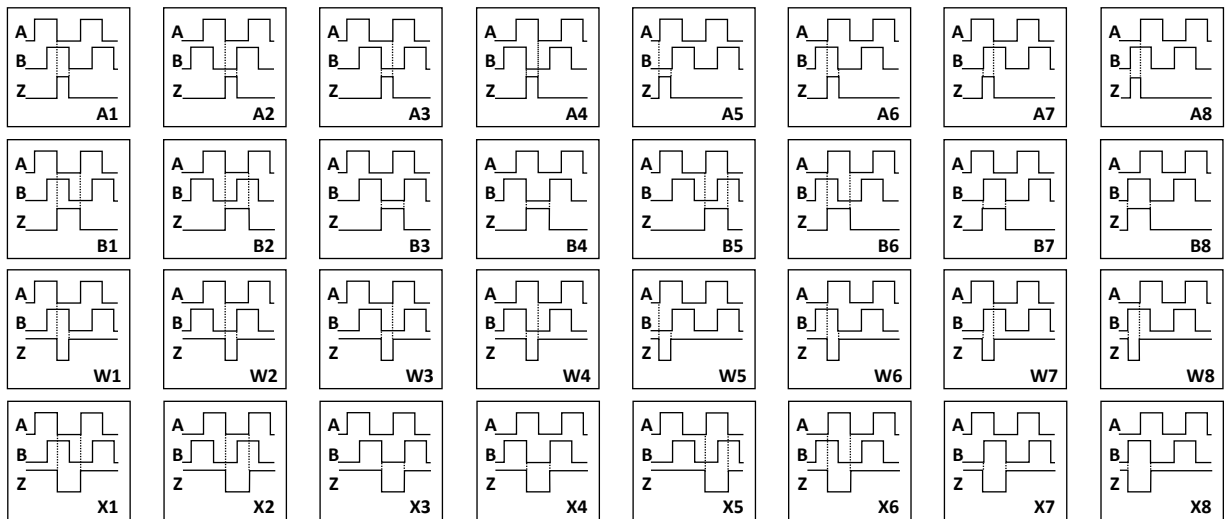 A B Z A1
A B Z A2
A B Z A3
A B Z A4
A B Z A5
A B Z A6
A B Z A7
A B Z A8
A B Z B1
A B Z B2
A B Z B3
A B Z B4
A B Z B5
A B Z B6
A B Z B7
A B Z B8
A B Z W1
A B Z W2
A B Z W3
A B Z W4
A B Z W5
A B Z W6
A B Z W7
A B Z W8
A B Z X1
A B Z X2
A B Z X3
A B Z X4
A B Z X5
A B Z X6
A B Z X7
A B Z X8